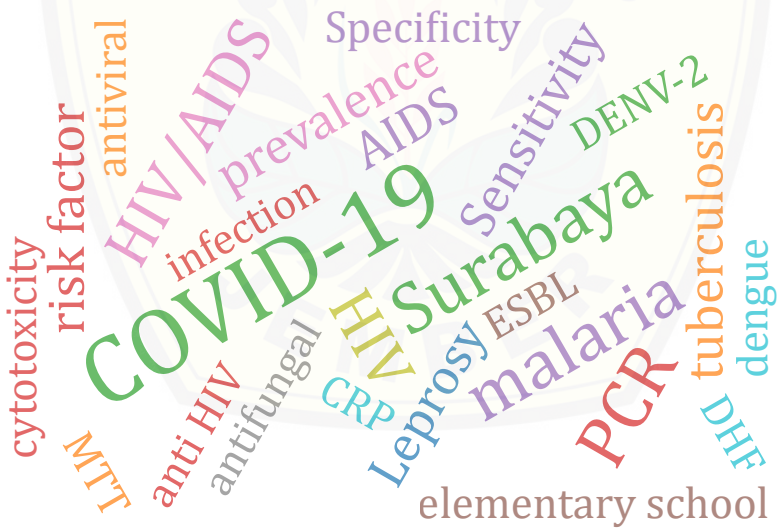 Specificity
antiviral
HIV/AIDS
prevalence
AIDS
Sensitivity
DENV-2
risk factor
infection
COVID-19
Surabaya
tuberculosis
cytotoxicity
HIV
ESBL
malaria
dengue
anti HIV
antifungal
CRP
Leprosy
PCR
DHF
MTT
elementary school